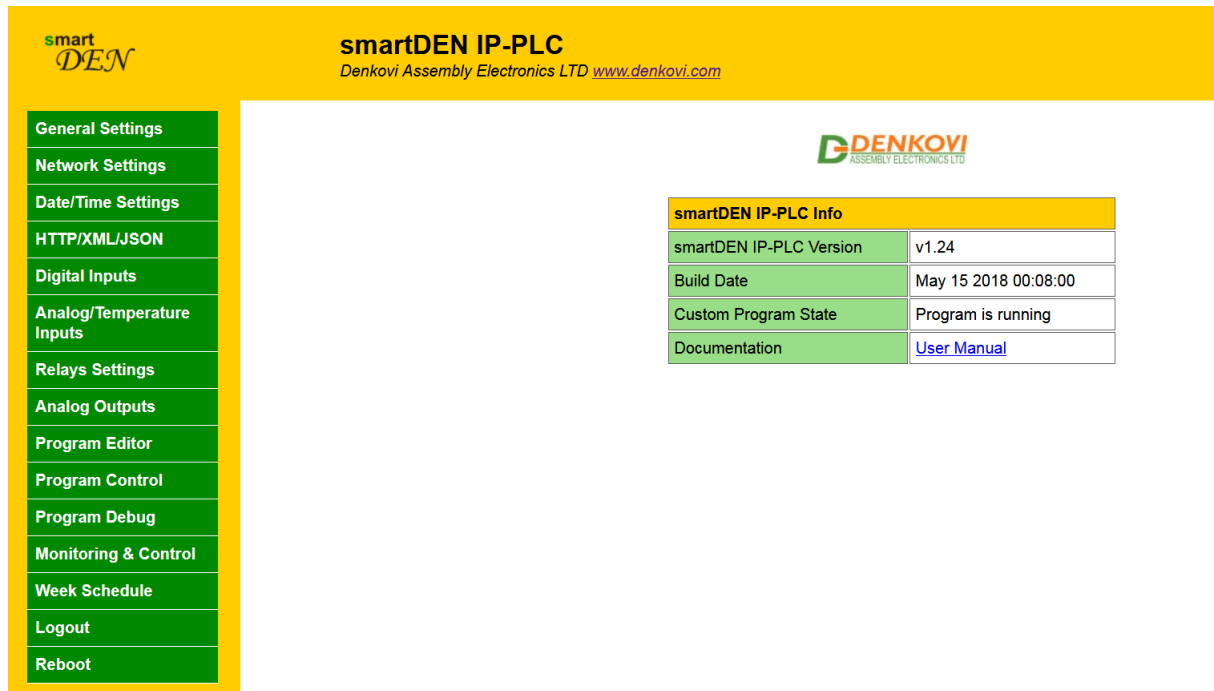 smart
DEN
smartDEN IP-PLC
Denkovi Assembly Electronics LTD www.denkovi.com
General Settings
Network Settings
Date/Time Settings
HTTP/XML/JSON
Digital Inputs
Analog/Temperature
Inputs
Relays Settings
Analog Outputs
Program Editor
Program Control
Program Debug
Monitoring & Control
Week Schedule
Logout
Reboot
DENKOVI
ASSEMBLY ELECTRONICS LTD
smartDEN IP-PLC Info
smartDEN IP-PLC Version v1.24
Build Date May 15 2018 00:08:00
Custom Program State Program is running
Documentation User Manual